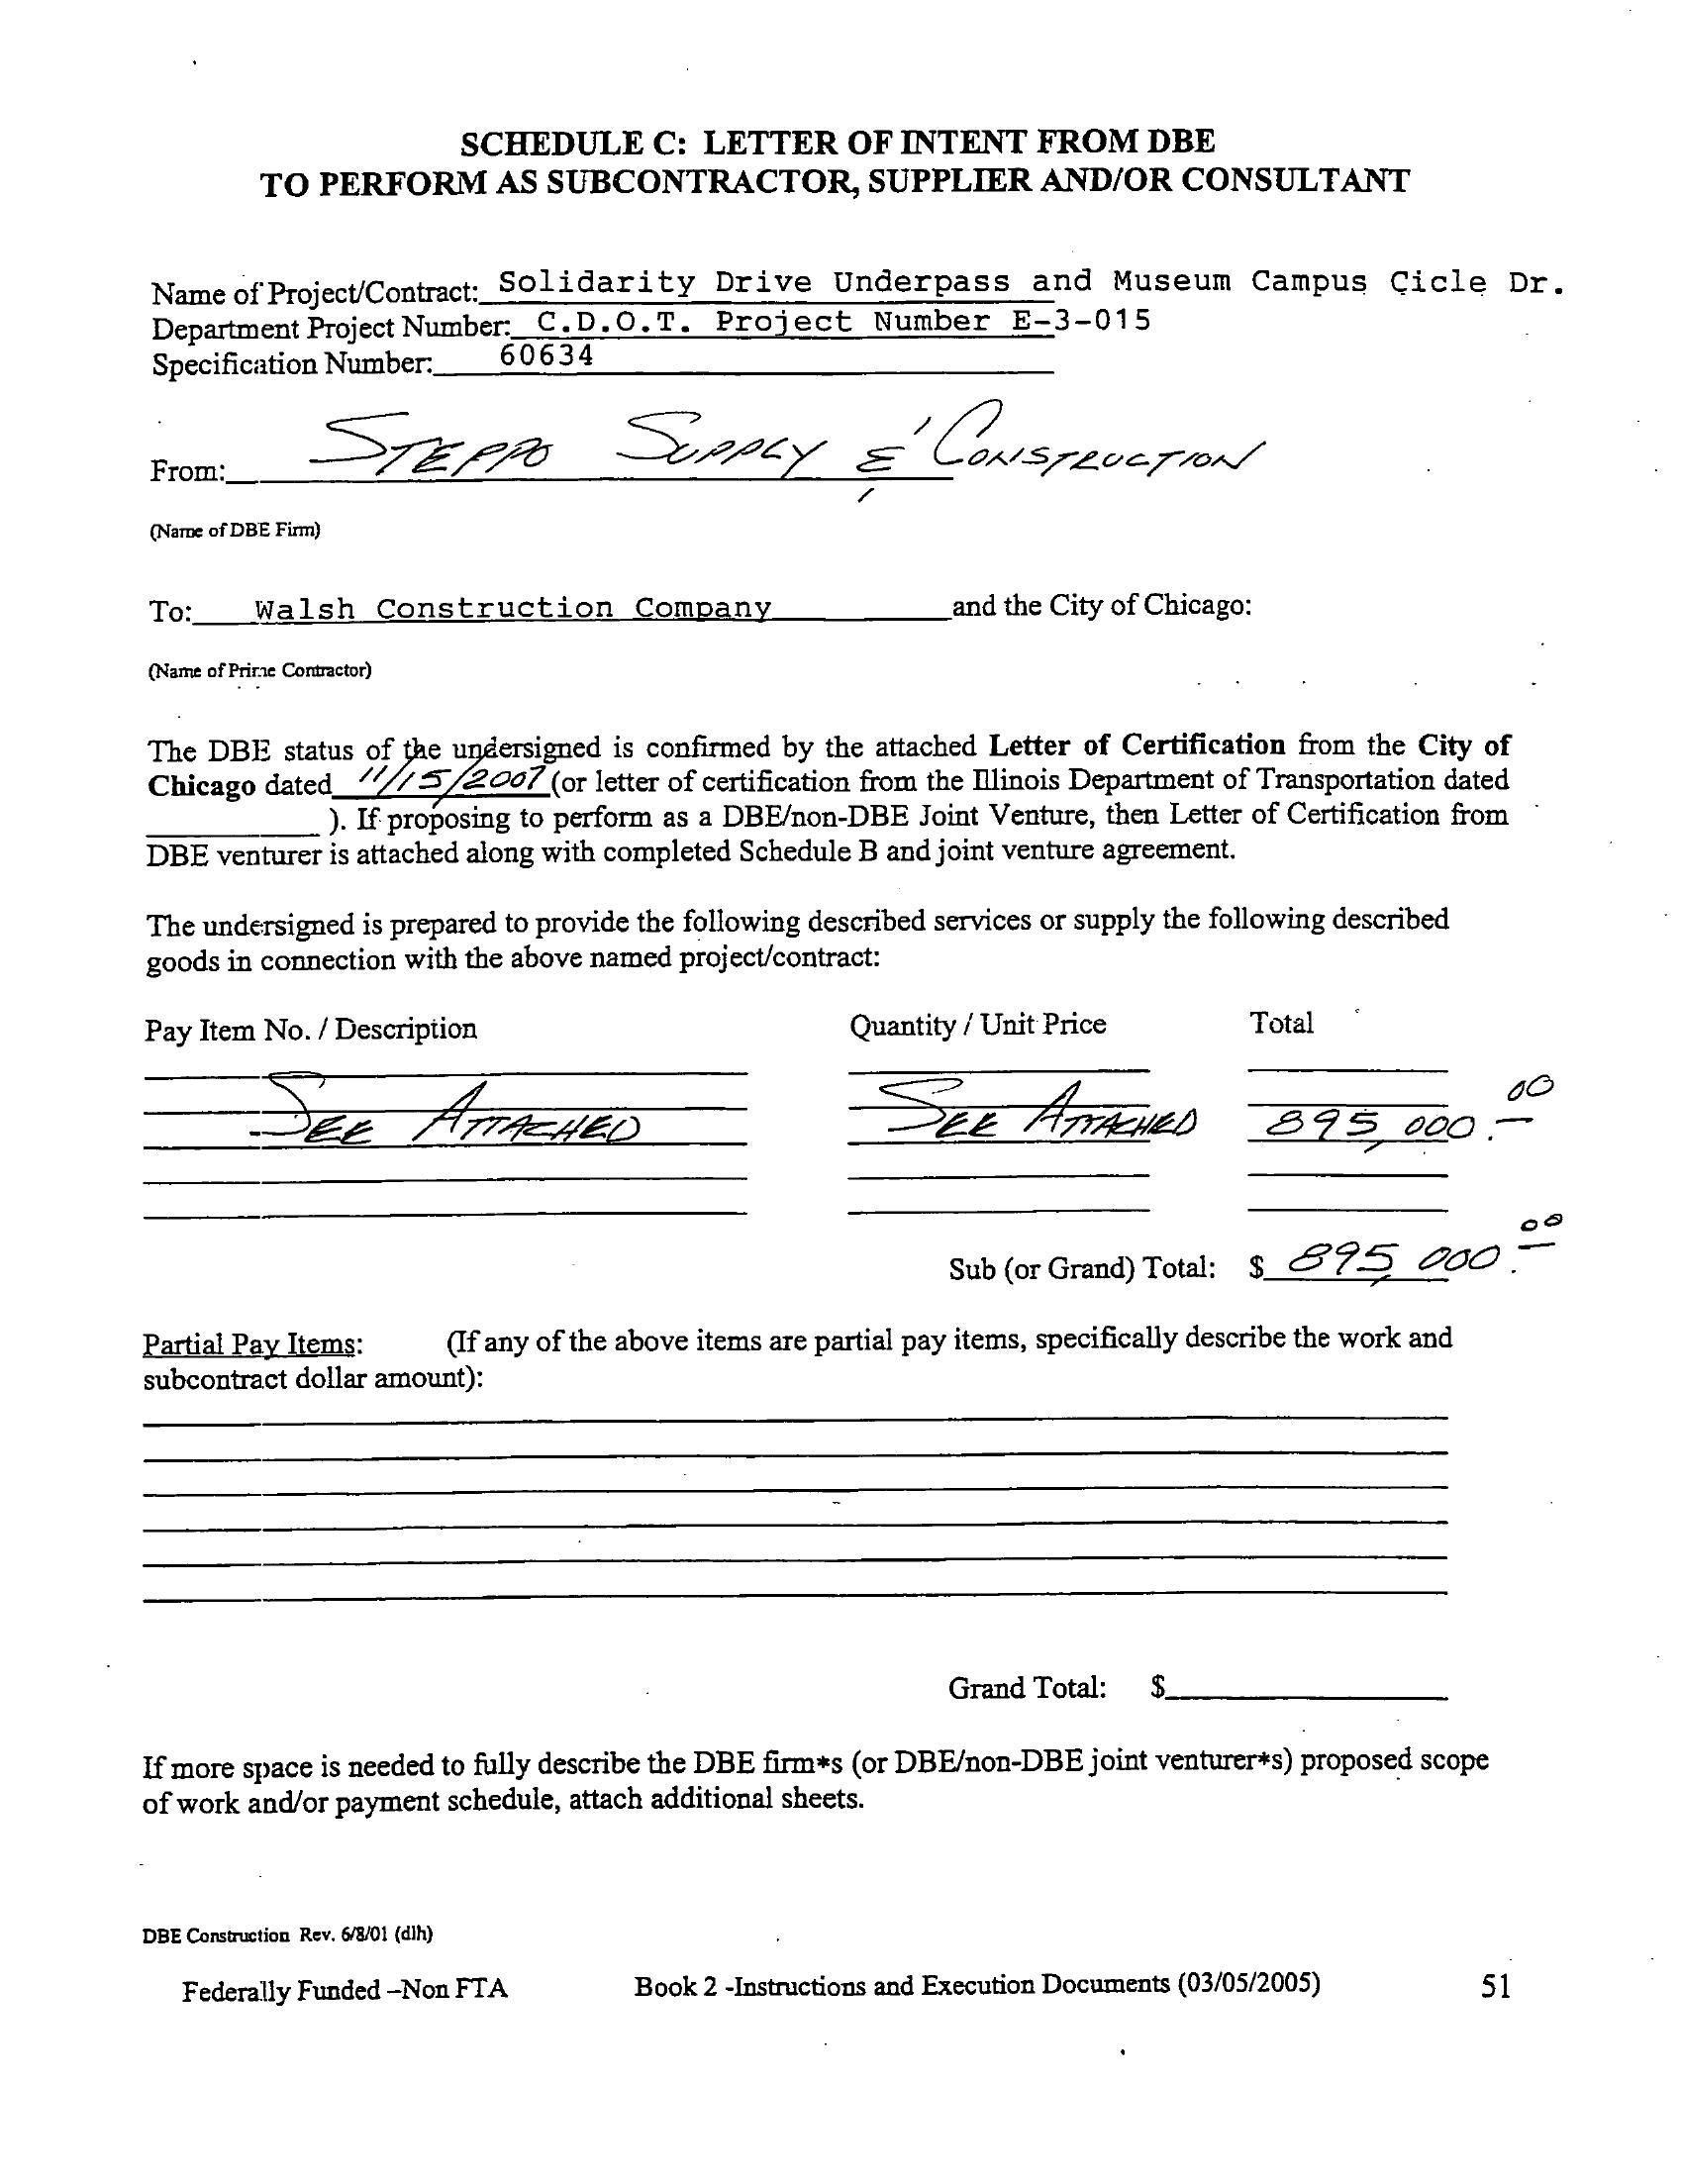 SCHEDULE C: LETTER OF INTENT FROM DBE
TO PERFORM AS SUBCONTRACTOR, SUPPLIER AND/OR CONSULTANT
Name of Project/Contract: Solidarity Drive Underpass and Museum Campus Cicle Dr.
Department Project Number: C.D.O.T. Project Number E-3-015
Specification Number: 60634
From: STEPPO SUPPLY & CONSTRUCTION
(Name of DBE Firm)
To: Walsh Construction Company and the City of Chicago:
(Name of Prime Contractor)
The DBE status of the undersigned is confirmed by the attached Letter of Certification from the City of
Chicago dated 11/15/2007 (or letter of certification from the Illinois Department of Transportation dated
). If proposing to perform as a DBE/non-DBE Joint Venture, then Letter of Certification from
DBE venturer is attached along with completed Schedule B and joint venture agreement.
The undersigned is prepared to provide the following described services or supply the following described
goods in connection with the above named project/contract:
Pay Item No. / Description Quantity / Unit Price Total
SEE ATTACHED SEE ATTACHED 895,000.00
Sub (or Grand) Total: $ 895,000.00
Partial Pay Items: (If any of the above items are partial pay items, specifically describe the work and
subcontract dollar amount):
Grand Total: $
If more space is needed to fully describe the DBE firm*s (or DBE/non-DBE joint venturer*s) proposed scope
of work and/or payment schedule, attach additional sheets.
DBE Construction Rev. 6/8/01 (dlh)
Federally Funded –Non FTA Book 2 -Instructions and Execution Documents (03/05/2005) 51